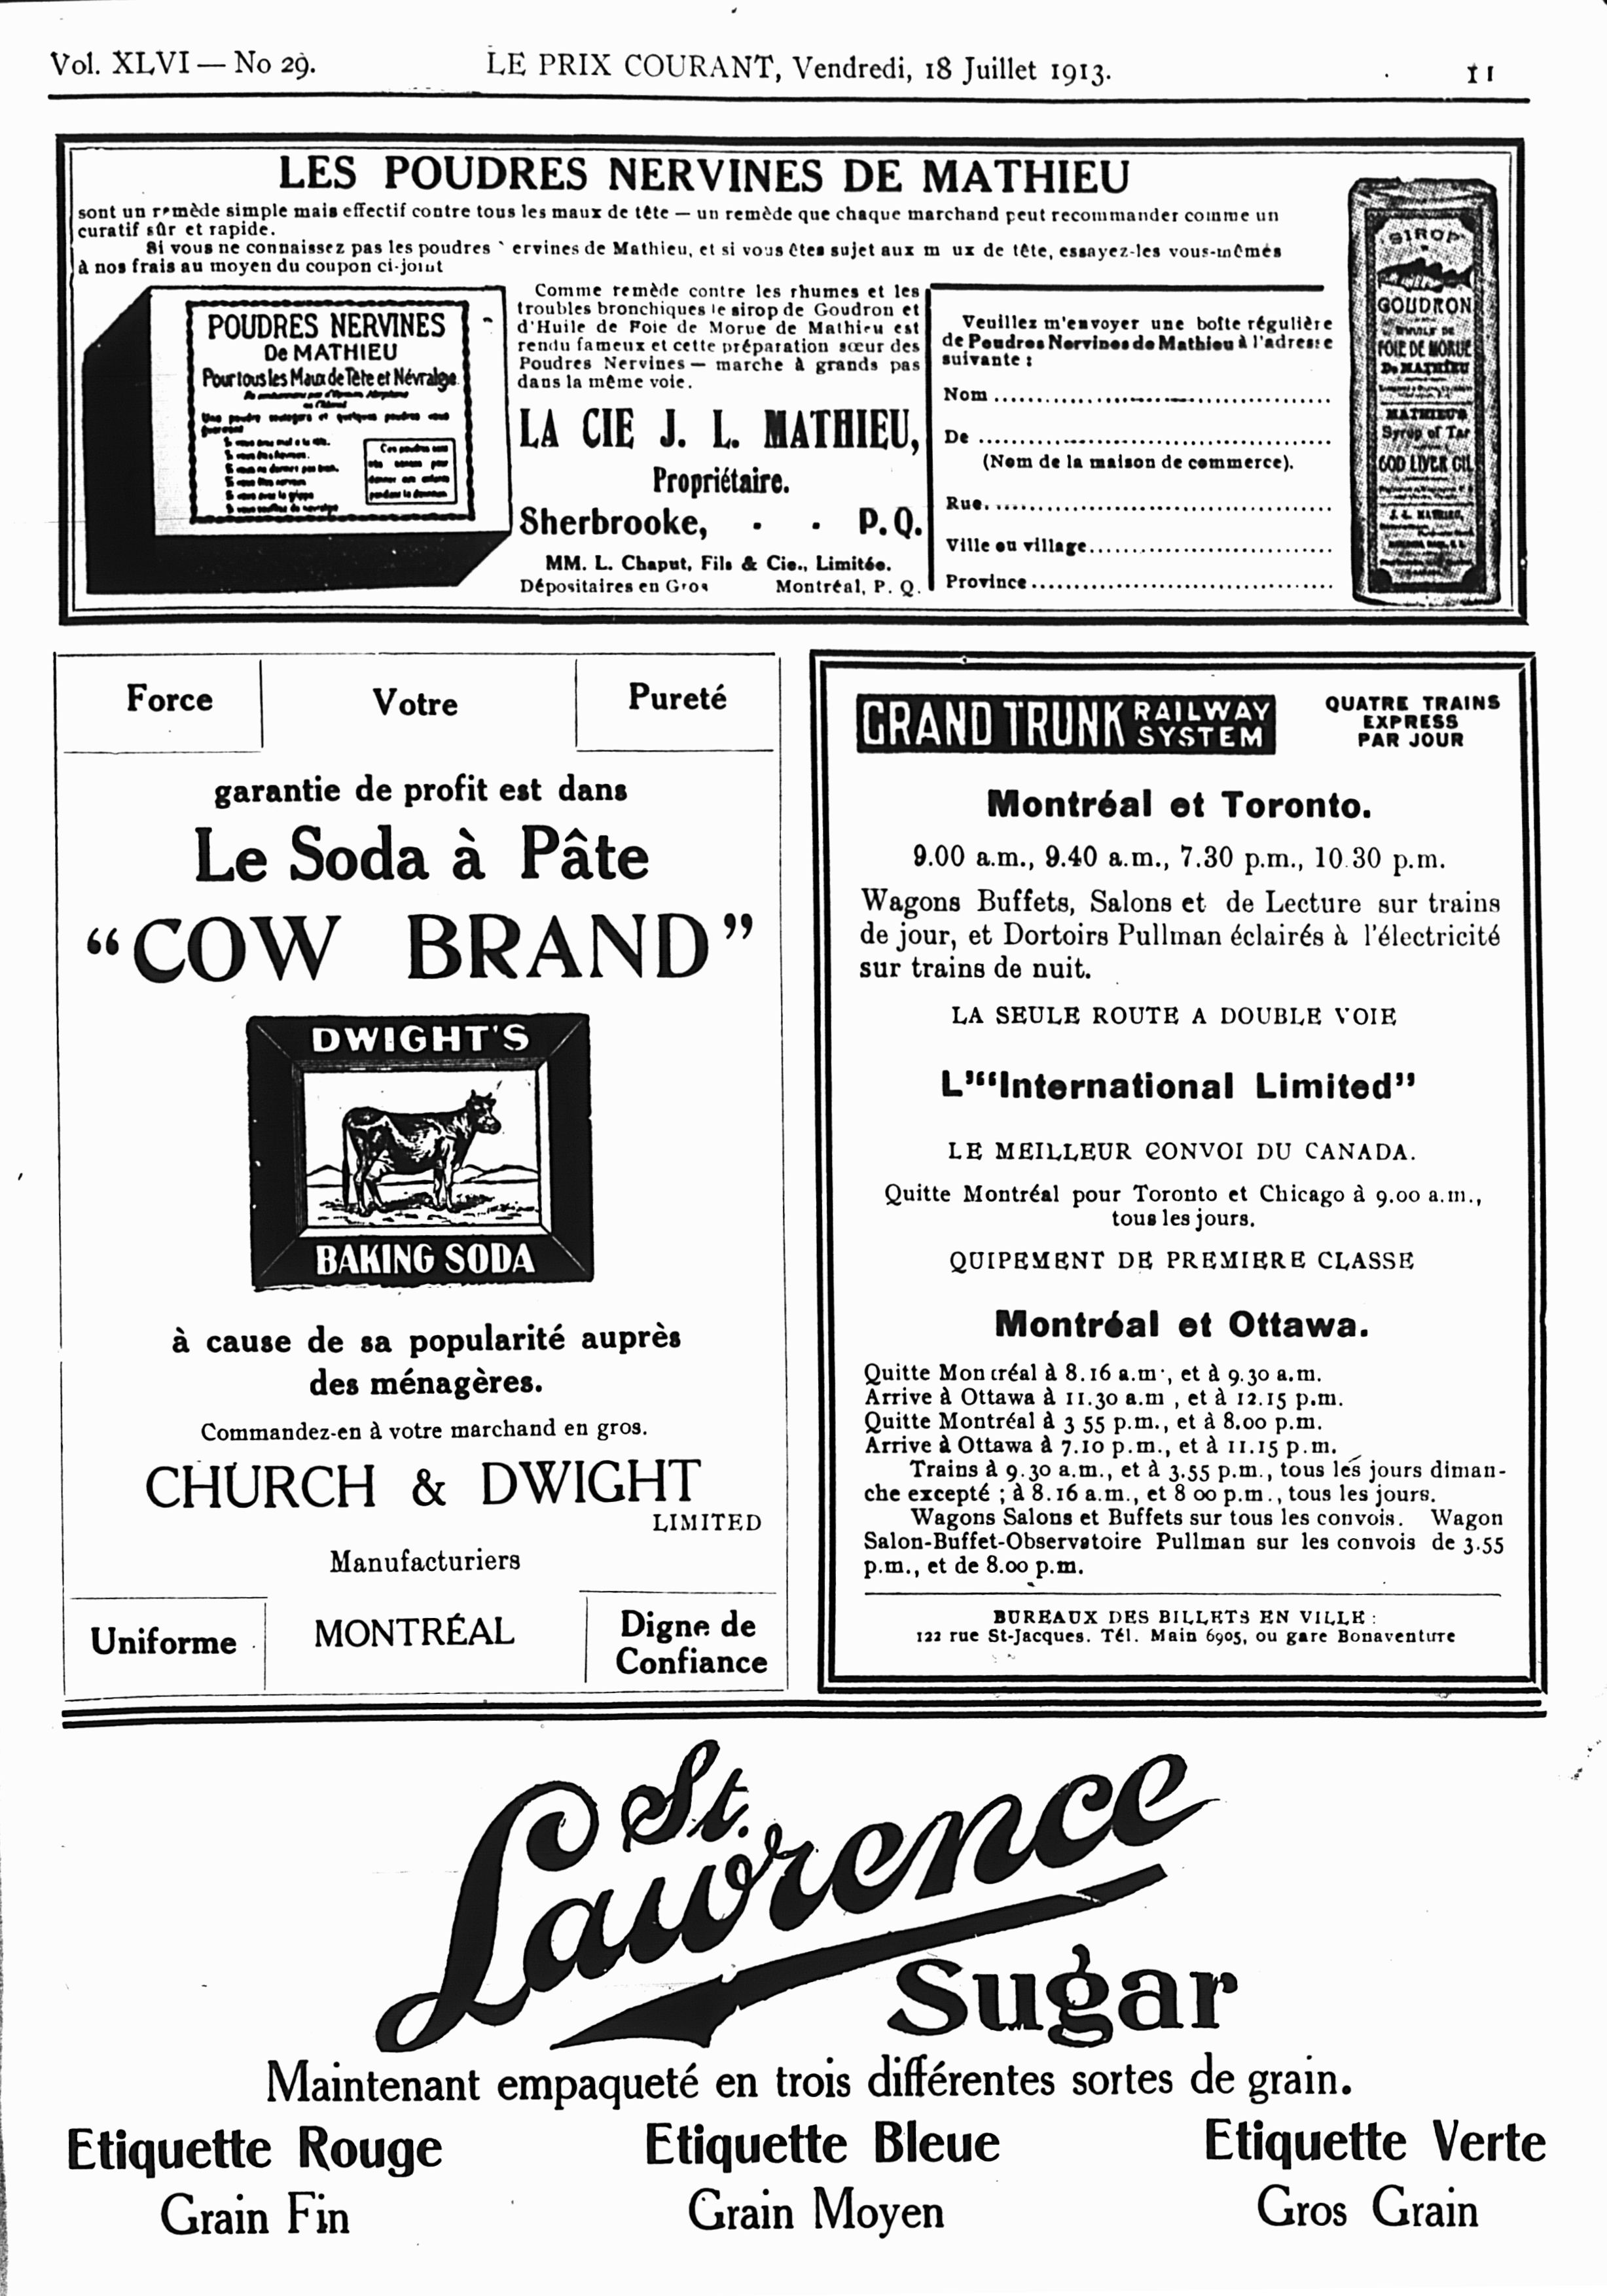 Vol. XLVI — No 29.
LE PRIX COURANT, Vendredi, 18 Juillet 1913.
11
LES POUDRES NERVINES DE MATHIEU
sont un remède simple mais effectif contre tous les maux de tête — un remède que chaque marchand peut recommander comme un
curatif sûr et rapide.
Si vous ne connaissez pas les poudres ervines de Mathieu, et si vous êtes sujet aux m ux de tête, essayez-les vous-mêmes
à nos frais au moyen du coupon ci-joint
POUDRES NERVINES
De MATHIEU
Pour tous les Maux de Tête et Névralgie
Comme remède contre les rhumes et les
troubles bronchiques le sirop de Goudron et
d'Huile de Foie de Morue de Mathieu est
rendu fameux et cette préparation sœur des
Poudres Nervines — marche à grands pas
dans la même voie.
LA CIE J. L. MATHIEU,
Propriétaire.
Sherbrooke, - - P.Q.
MM. L. Chaput, Fils & Cie., Limitée.
Dépositaires en Gros Montréal, P. Q.
Veuillez m'envoyer une boîte régulière
de Poudres Nervines de Mathieu à l'adresse
suivante :
Nom
De
(Nom de la maison de commerce).
Rue.
Ville ou village
Province
SIROP
GOUDRON
FOIE DE MORUE
De MATHIEU
MATHIEU'S
Syrup of Tar
COD LIVER OIL
J. L. MATHIEU,
Force
Votre
Pureté
garantie de profit est dans
Le Soda à Pâte
"COW BRAND"
DWIGHT'S
BAKING SODA
à cause de sa popularité auprès
des ménagères.
Commandez-en à votre marchand en gros.
CHURCH & DWIGHT
LIMITED
Manufacturiers
Uniforme
MONTRÉAL
Digne de
Confiance
GRAND TRUNK RAILWAY SYSTEM
QUATRE TRAINS
EXPRESS
PAR JOUR
Montréal et Toronto.
9.00 a.m., 9.40 a.m., 7.30 p.m., 10.30 p.m.
Wagons Buffets, Salons et de Lecture sur trains
de jour, et Dortoirs Pullman éclairés à l'électricité
sur trains de nuit.
LA SEULE ROUTE A DOUBLE VOIE
L'"International Limited"
LE MEILLEUR CONVOI DU CANADA.
Quitte Montréal pour Toronto et Chicago à 9.00 a.m.,
tous les jours.
QUIPEMENT DE PREMIERE CLASSE
Montréal et Ottawa.
Quitte Montréal à 8.16 a.m., et à 9.30 a.m.
Arrive à Ottawa à 11.30 a.m , et à 12.15 p.m.
Quitte Montréal à 3 55 p.m., et à 8.00 p.m.
Arrive à Ottawa à 7.10 p.m., et à 11.15 p.m.
Trains à 9.30 a.m., et à 3.55 p.m., tous les jours diman-
che excepté ; à 8.16 a.m., et 8 00 p.m., tous les jours.
Wagons Salons et Buffets sur tous les convois. Wagon
Salon-Buffet-Observatoire Pullman sur les convois de 3.55
p.m., et de 8.00 p.m.
BUREAUX DES BILLETS EN VILLE :
122 rue St-Jacques. Tél. Main 6905, ou gare Bonaventure
St.
Lawrence
Sugar
Maintenant empaqueté en trois différentes sortes de grain.
Etiquette Rouge
Etiquette Bleue
Etiquette Verte
Grain Fin
Grain Moyen
Gros Grain